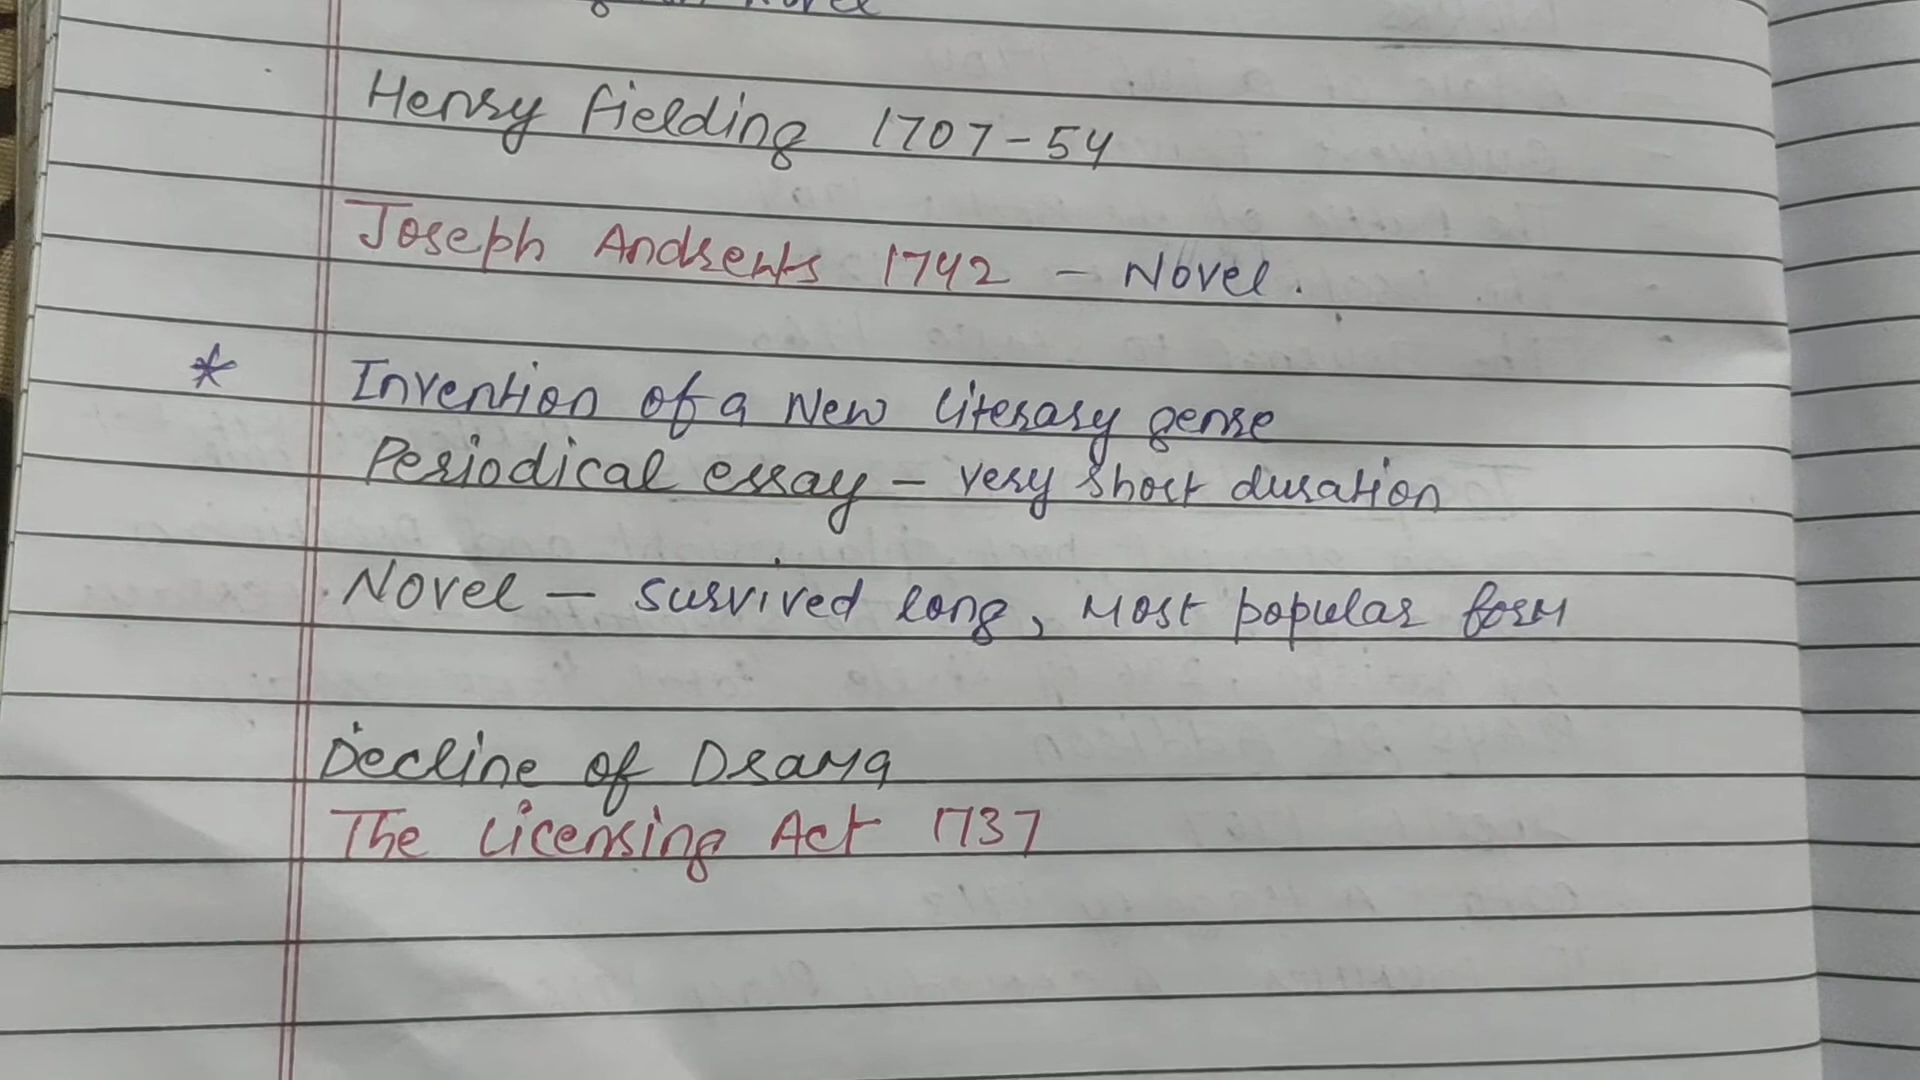 Novel
Henry Fielding 1707-54
Joseph Andrews 1742 - Novel.
* Invention of a New literary genre
Periodical essay - very short duration
Novel - survived long, Most popular form
Decline of Drama
The Licensing Act 1737